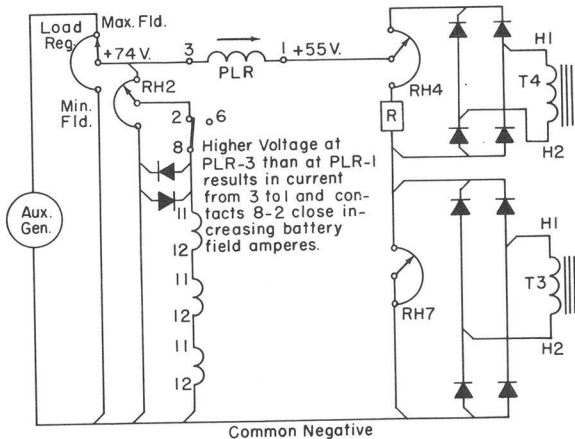 Load
Reg.
Max. Fld.
+74 V.
3
1
+55V.
PLR
RH2
RH4
H1
T4
H2
Min.
Fld.
2
6
8
R
Higher Voltage at
PLR-3 than at PLR-1
results in current
from 3 to 1 and con-
tacts 8-2 close in-
creasing battery
field amperes.
Aux.
Gen.
11
12
11
12
11
12
RH7
H1
T3
H2
Common Negative